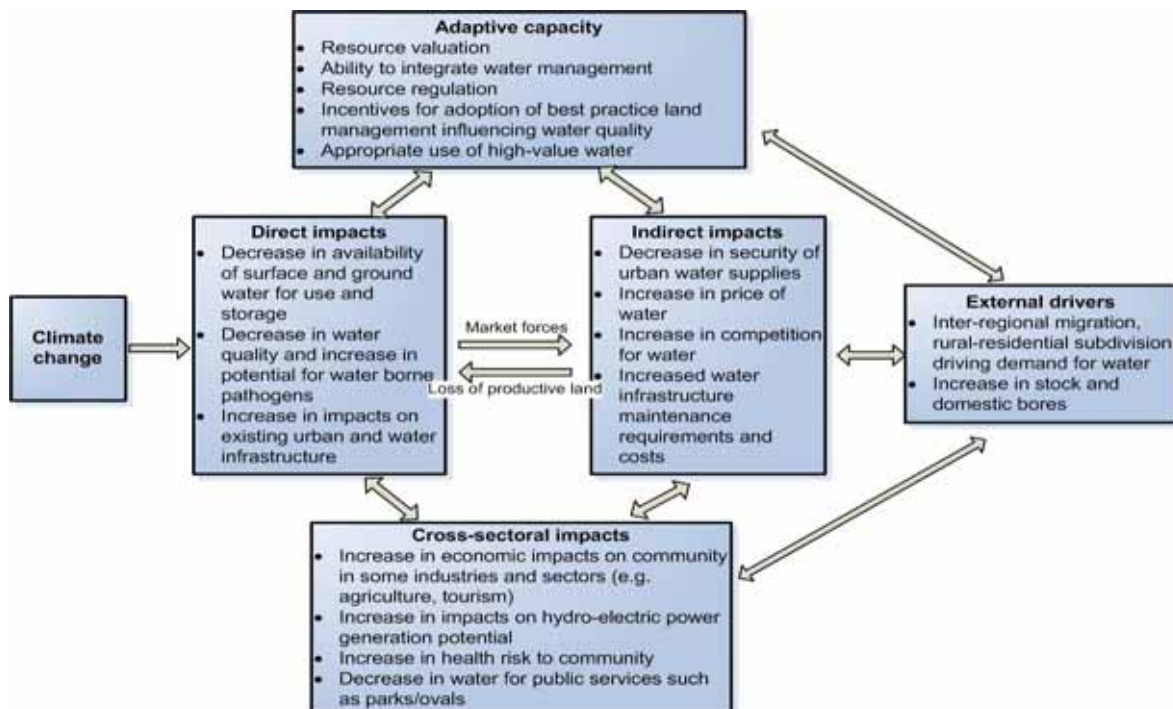 Adaptive capacity
• Resource valuation
• Ability to integrate water management
• Resource regulation
• Incentives for adoption of best practice land
management influencing water quality
• Appropriate use of high-value water
Climate
change
Direct impacts
• Decrease in availability
of surface and ground
water for use and
storage
• Decrease in water
quality and increase in
potential for water borne
pathogens
• Increase in impacts on
existing urban and water
infrastructure
Market forces
Loss of productive land
Indirect impacts
• Decrease in security of
urban water supplies
• Increase in price of
water
• Increase in competition
for water
• Increased water
infrastructure
maintenance
requirements and
costs
External drivers
• Inter-regional migration,
rural-residential subdivision
driving demand for water
• Increase in stock and
domestic bores
Cross-sectoral impacts
• Increase in economic impacts on community
in some industries and sectors (e.g.
agriculture, tourism)
• Increase in impacts on hydro-electric power
generation potential
• Increase in health risk to community
• Decrease in water for public services such
as parks/ovals